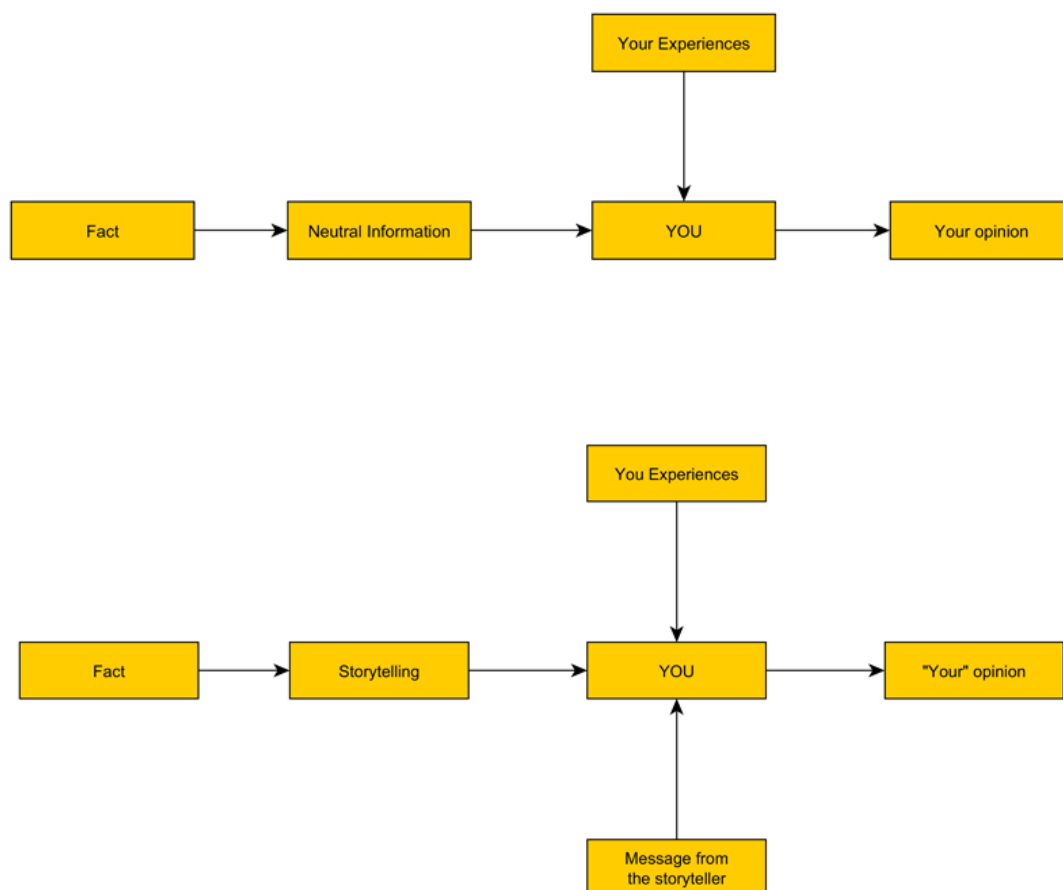 Your Experiences
Fact
Neutral Information
YOU
Your opinion
You Experiences
Fact
Storytelling
YOU
"Your" opinion
Message from
the storyteller